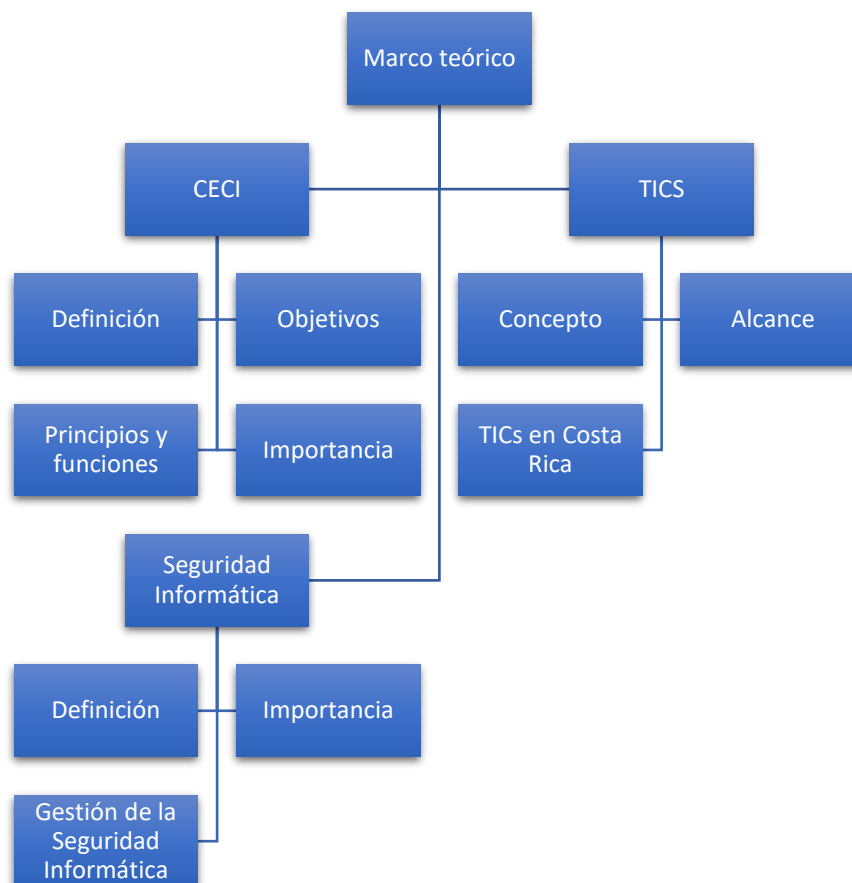 Marco teórico
CECI
TICS
Definición
Objetivos
Concepto
Alcance
Principios y
funciones
Importancia
TICs en Costa
Rica
Seguridad
Informática
Definición
Importancia
Gestión de la
Seguridad
Informática